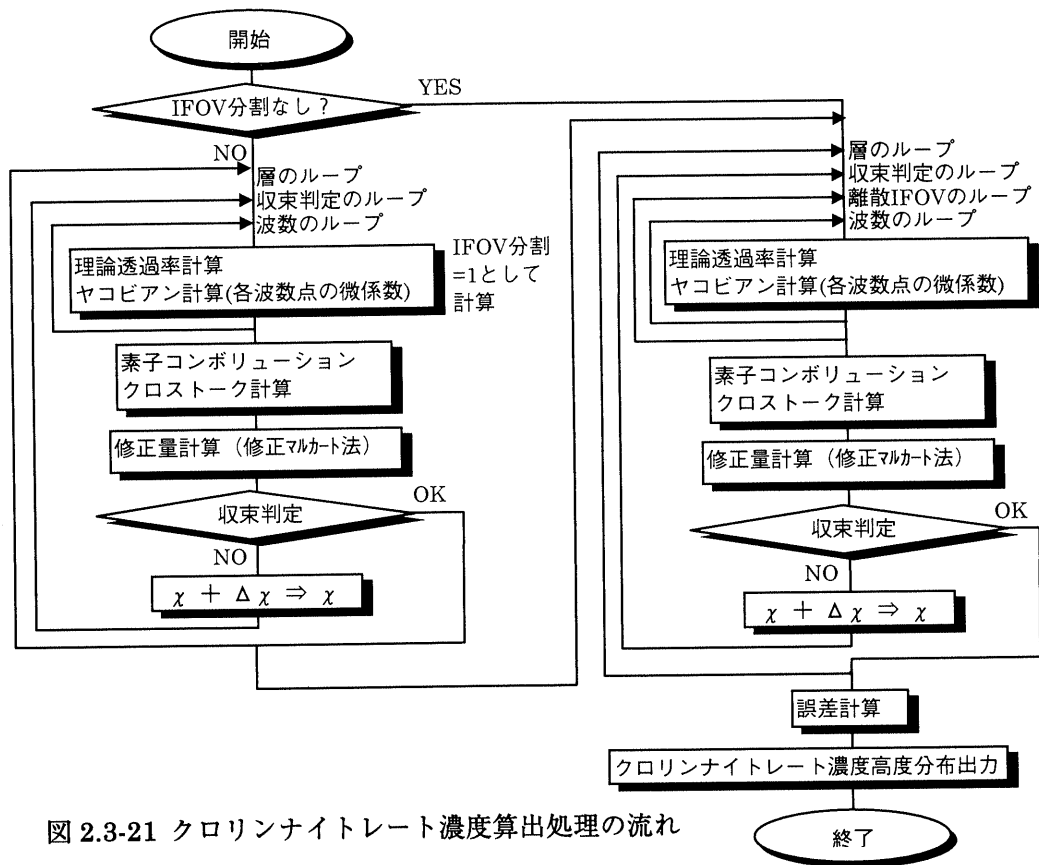 開始
IFOV分割なし？
YES
NO
層のループ
収束判定のループ
波数のループ
理論透過率計算
ヤコビアン計算(各波数点の微係数)
IFOV分割
=1として
計算
素子コンボリューション
クロストーク計算
修正量計算（修正マルカート法）
収束判定
OK
NO
χ + Δχ ⇒ χ
層のループ
収束判定のループ
離散IFOVのループ
波数のループ
理論透過率計算
ヤコビアン計算(各波数点の微係数)
素子コンボリューション
クロストーク計算
修正量計算（修正マルカート法）
収束判定
OK
NO
χ + Δχ ⇒ χ
誤差計算
クロリンナイトレート濃度高度分布出力
終了
図 2.3-21 クロリンナイトレート濃度算出処理の流れ